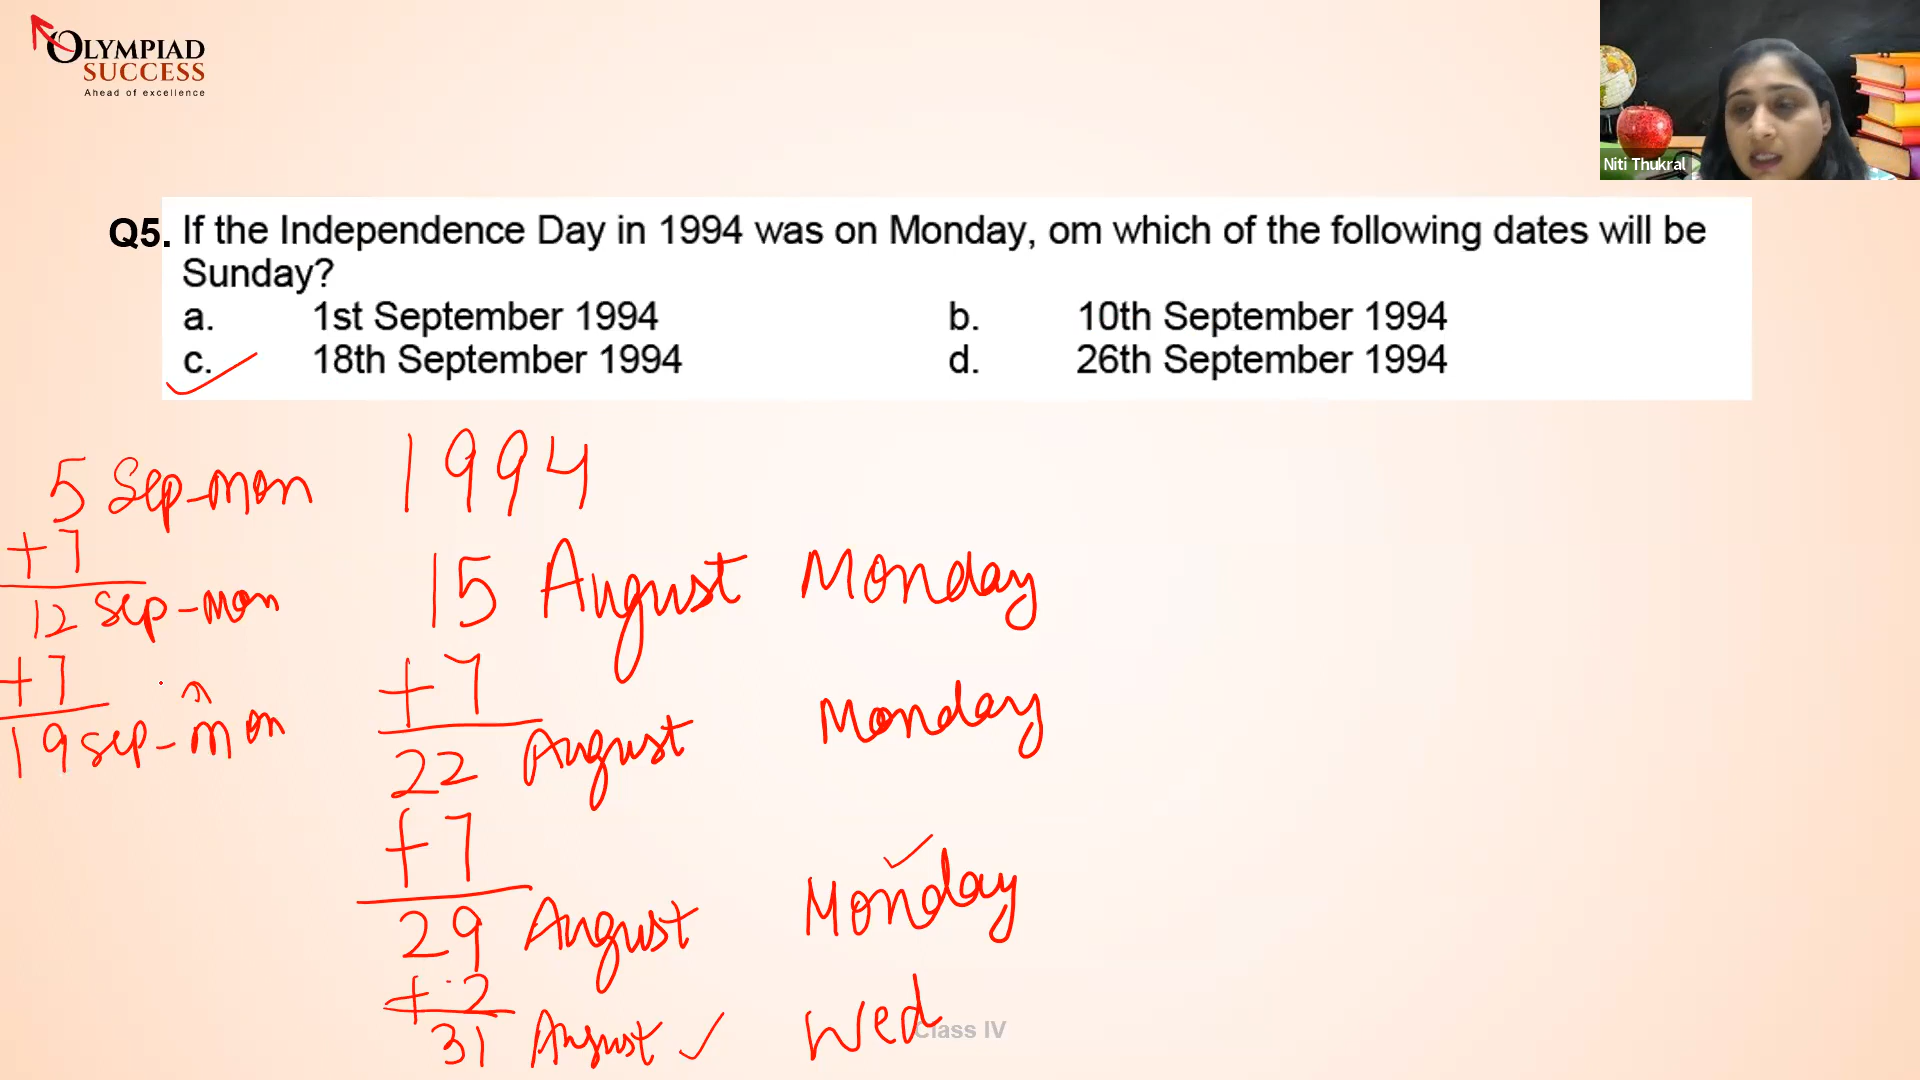 OLYMPIAD
SUCCESS
Ahead of excellence
Niti Thukral
Q5. If the Independence Day in 1994 was on Monday, om which of the following dates will be
Sunday?
a. 1st September 1994 b. 10th September 1994
c. 18th September 1994 d. 26th September 1994
1994
15 August Monday
+7
22 August Monday
+7
29 August Monday
+2
31 August Wed
5 Sep-mon
+7
12 Sep-mon
+7
19 sep-mon
Class IV